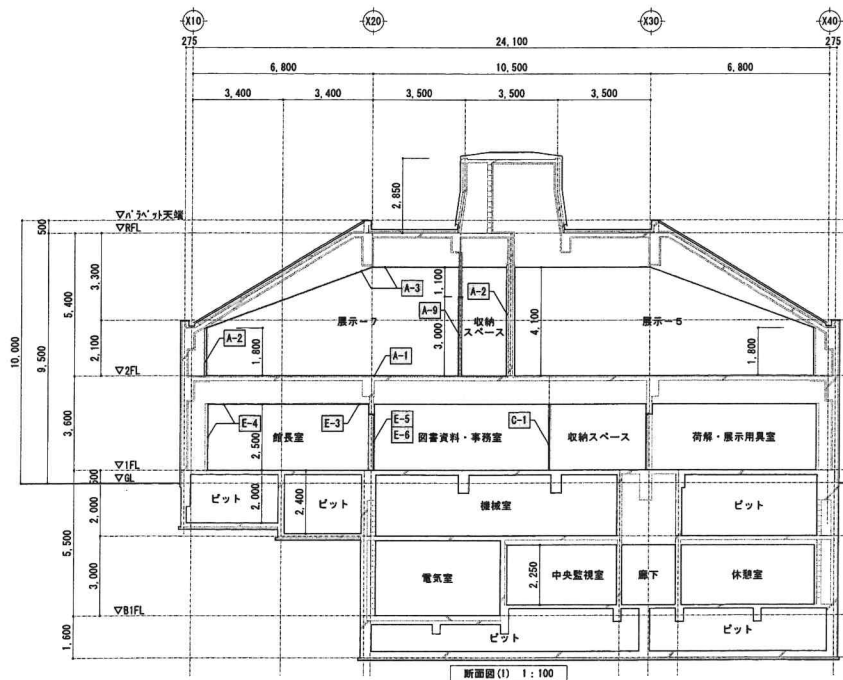 X10 X20 X30 X40
275 24,100 275
6,800 10,500 6,800
3,400 3,400 3,500 3,500 3,500
2,850
▽パラペット天端
▽RFL
500
3,300
5,400
10,000
9,500
2,100
A-3
1,100
A-2
A-9
収納
スペース
展示-7
3,000
4,100
展示-5
A-2
1,800
1,800
A-1
▽2FL
3,600
E-4
E-3
館長室
2,500
E-5
E-6
図書資料・事務室
C-1
収納スペース
荷解・展示用具室
▽1FL
500
▽GL
ピット
2,000
2,400
ピット
機械室
ピット
2,000
5,500
3,000
電気室
2,250
中央監視室
廊下
休憩室
▽B1FL
1,600
ピット
ピット
断面図(1) 1:100